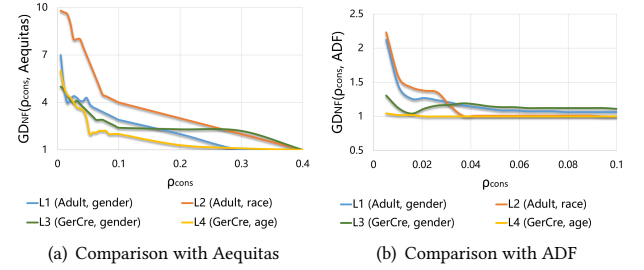 10
7
4
1
GDNF(ρcons, Aequitas)
0
0.1
0.2
0.3
0.4
ρcons
L1 (Adult, gender)
L2 (Adult, race)
L3 (GerCre, gender)
L4 (GerCre, age)
(a) Comparison with Aequitas
2.5
2
1.5
1
0.5
GDNF(ρcons, ADF)
0
0.02
0.04
0.06
0.08
0.1
ρcons
L1 (Adult, gender)
L2 (Adult, race)
L3 (GerCre, gender)
L4 (GerCre, age)
(b) Comparison with ADF